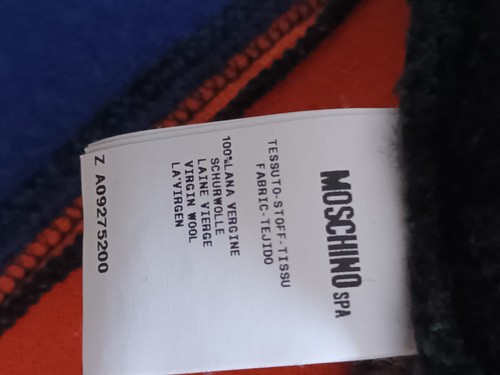 MOSCHINO SPA
TESSUTO-STOFF-TISSU
FABRIC-TEJIDO
100%LANA VERGINE
SCHURWOLLE
LAINE VIERGE
VIRGIN WOOL
LA'VIRGEN
Z A09275200